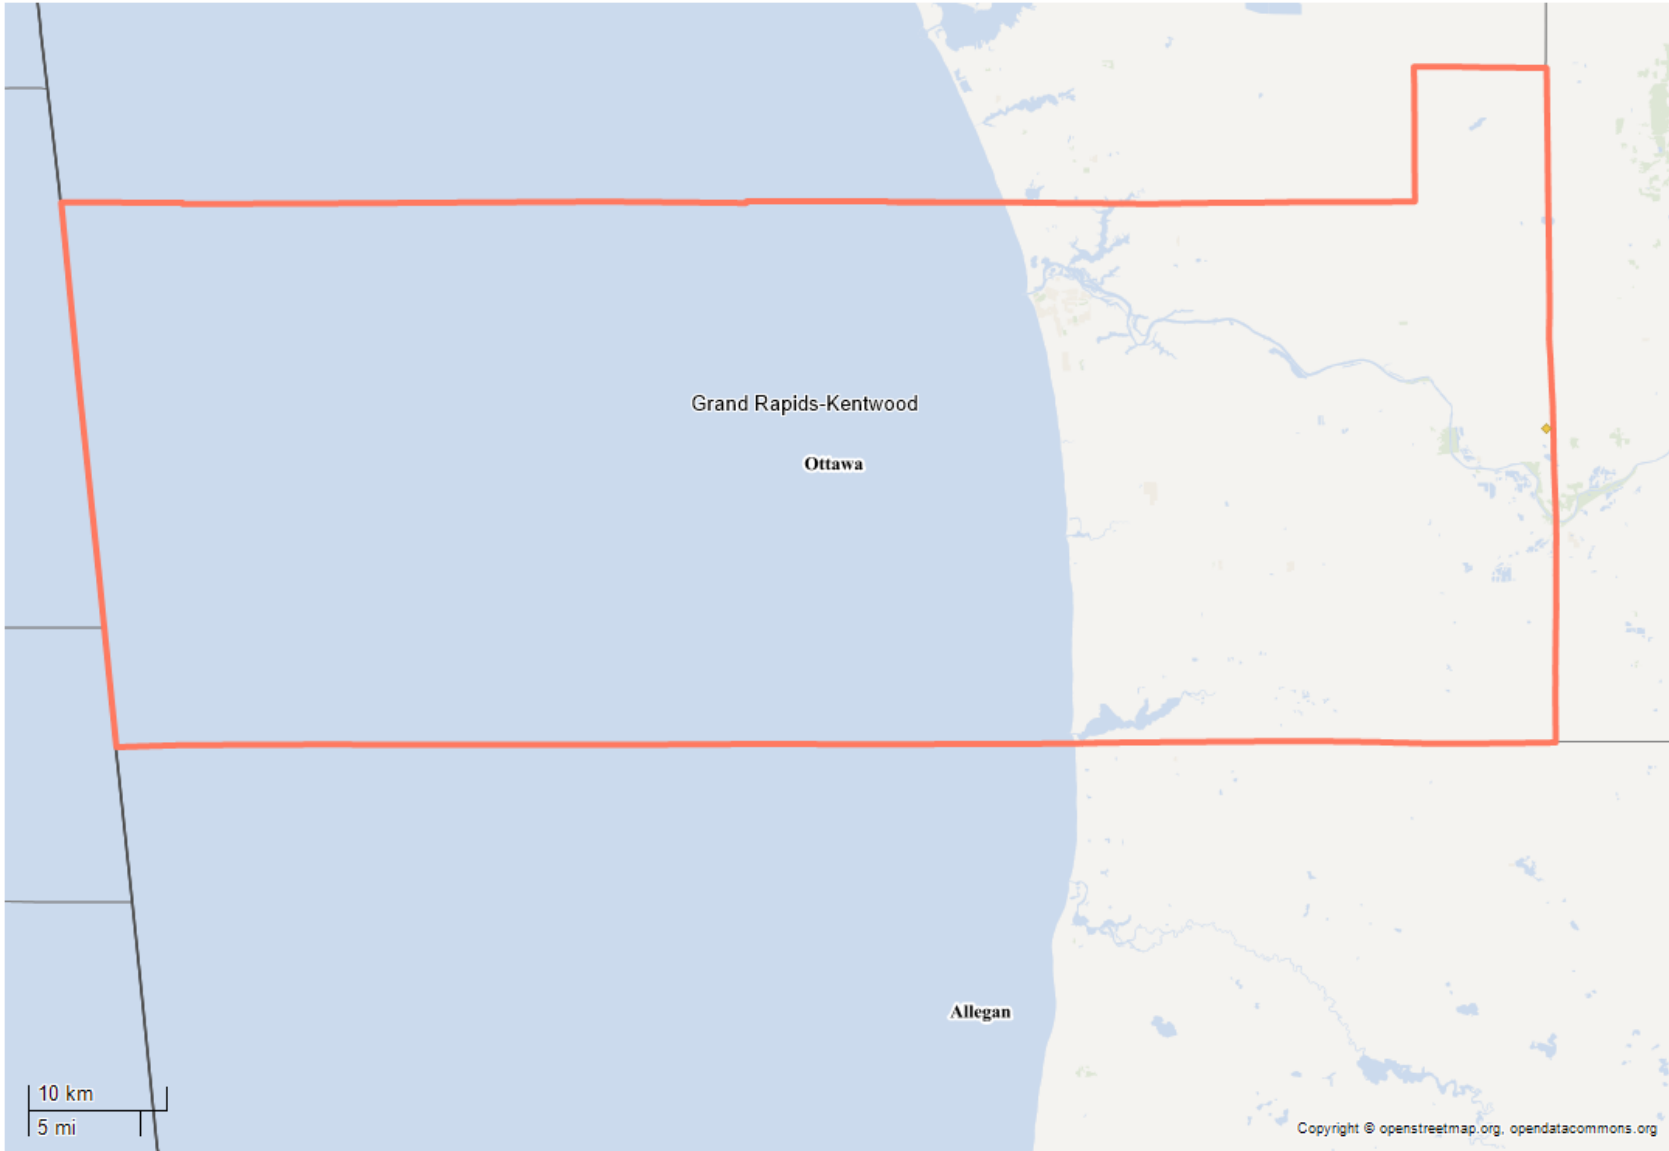 Grand Rapids-Kentwood
Ottawa
Allegan
10 km
5 mi
Copyright © openstreetmap.org, opendatacommons.org